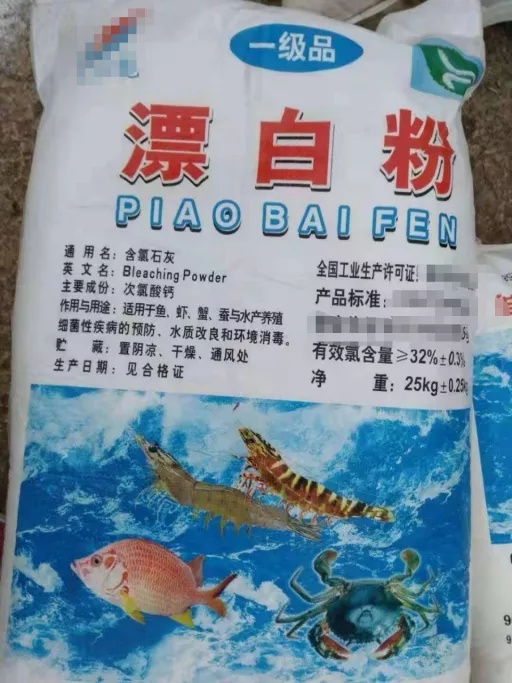 一级品
漂白粉
PIAO BAI FEN
通用名：含氯石灰
英文名：Bleaching Powder
主要成份：次氯酸钙
作用与用途：适用于鱼、虾、蟹、蚕与水产养殖
细菌性疾病的预防、水质改良和环境消毒。
贮　藏：置阴凉、干燥、通风处
生产日期：见合格证
全国工业生产许可证
产品标准：
有效氯含量≥32%±0.3%
净　重：25kg±0.25kg